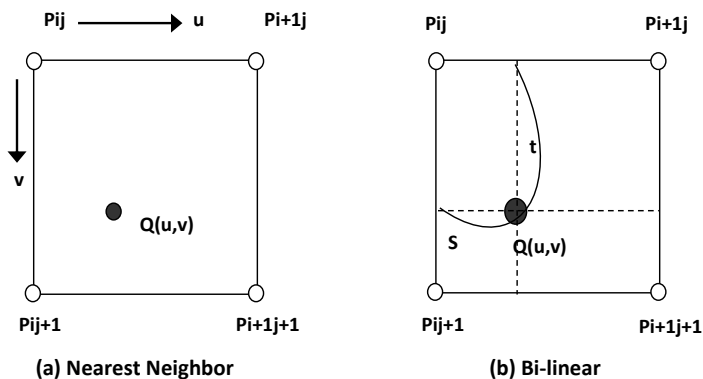 Pij u Pi+1j
v
Q(u,v)
Pij+1 Pi+1j+1
(a) Nearest Neighbor
Pij Pi+1j
t
S Q(u,v)
Pij+1 Pi+1j+1
(b) Bi-linear